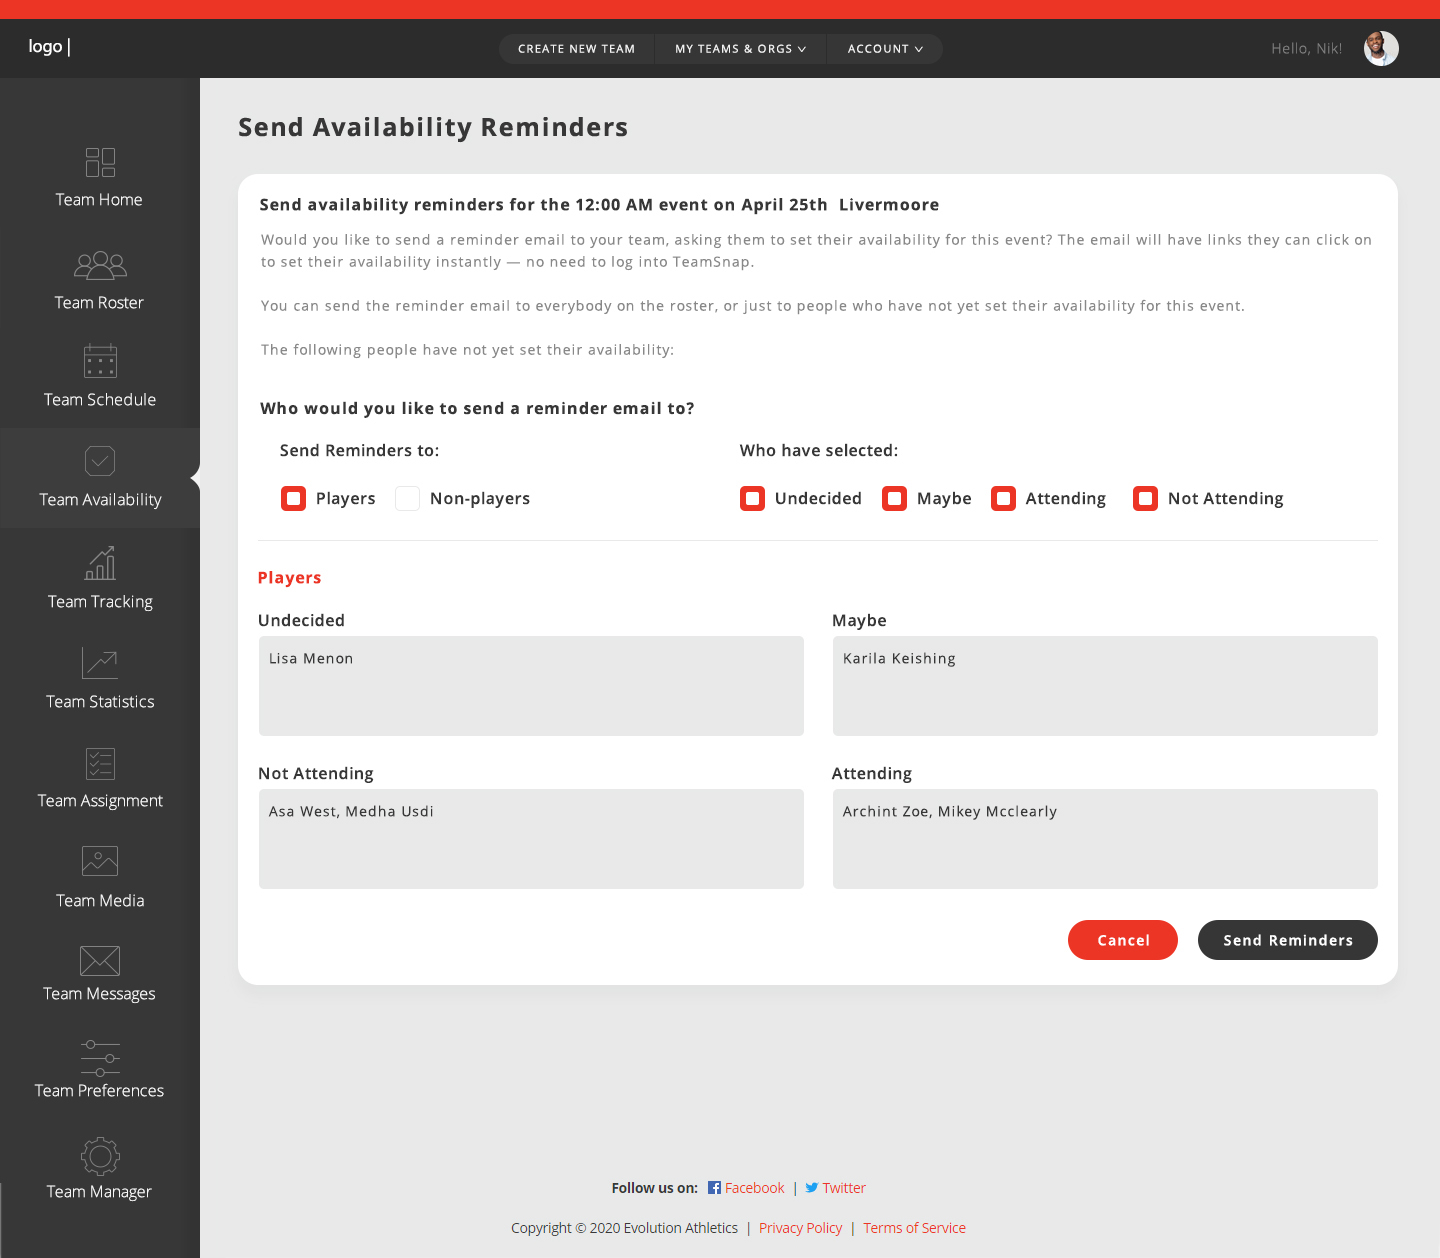 logo |
CREATE NEW TEAM
MY TEAMS & ORGS
ACCOUNT
Hello, Nik!
Team Home
Team Roster
Team Schedule
Team Availability
Team Tracking
Team Statistics
Team Assignment
Team Media
Team Messages
Team Preferences
Team Manager
Send Availability Reminders
Send availability reminders for the 12:00 AM event on April 25th  Livermoore
Would you like to send a reminder email to your team, asking them to set their availability for this event? The email will have links they can click on
to set their availability instantly — no need to log into TeamSnap.
You can send the reminder email to everybody on the roster, or just to people who have not yet set their availability for this event.
The following people have not yet set their availability:
Who would you like to send a reminder email to?
Send Reminders to:
Players
Non-players
Who have selected:
Undecided
Maybe
Attending
Not Attending
Players
Undecided
Lisa Menon
Maybe
Karila Keishing
Not Attending
Asa West, Medha Usdi
Attending
Archint Zoe, Mikey Mcclearly
Cancel
Send Reminders
Follow us on: Facebook | Twitter
Copyright © 2020 Evolution Athletics | Privacy Policy | Terms of Service